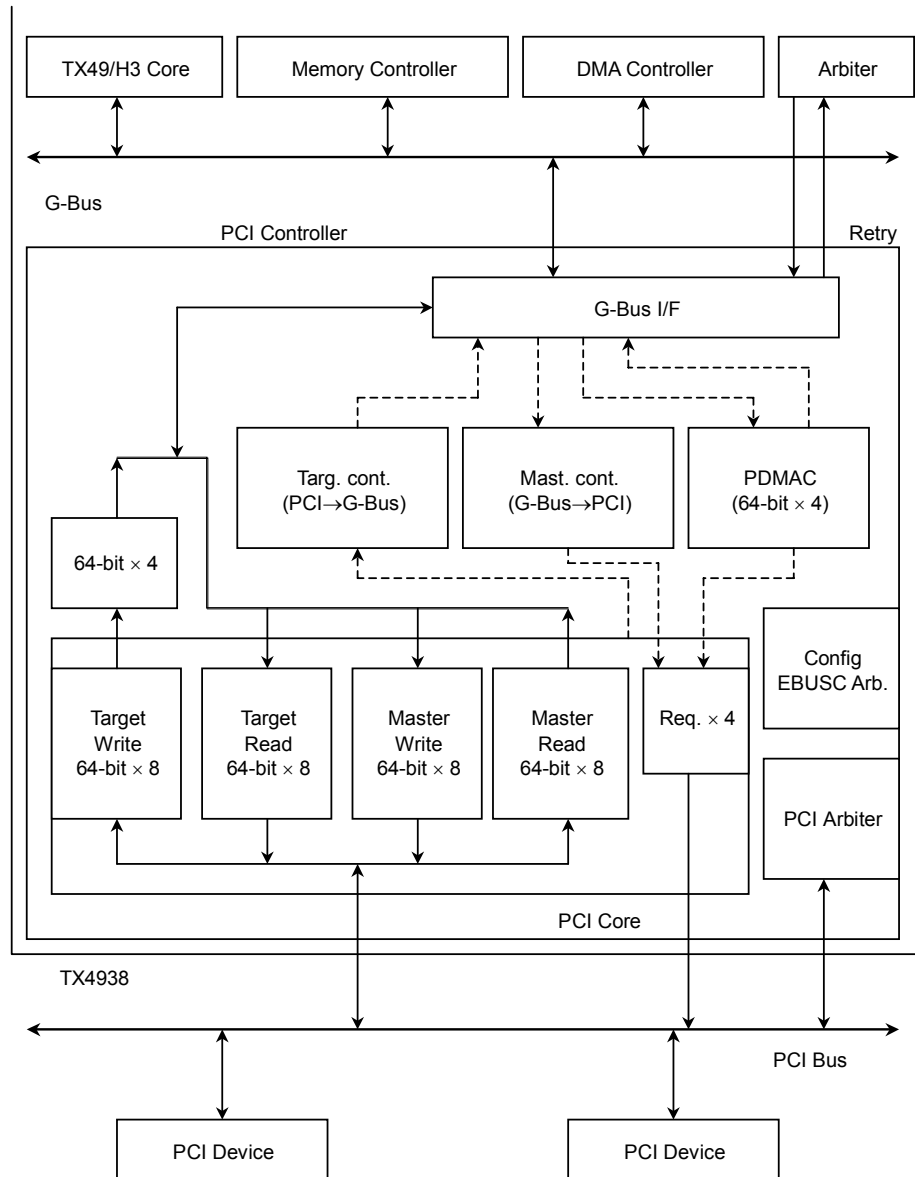 TX49/H3 Core
Memory Controller
DMA Controller
Arbiter
G-Bus
PCI Controller
Retry
G-Bus I/F
Targ. cont.
(PCI→G-Bus)
Mast. cont.
(G-Bus→PCI)
PDMAC
(64-bit × 4)
64-bit × 4
Config
EBUSC Arb.
Target
Write
64-bit × 8
Target
Read
64-bit × 8
Master
Write
64-bit × 8
Master
Read
64-bit × 8
Req. × 4
PCI Arbiter
PCI Core
TX4938
PCI Bus
PCI Device
PCI Device